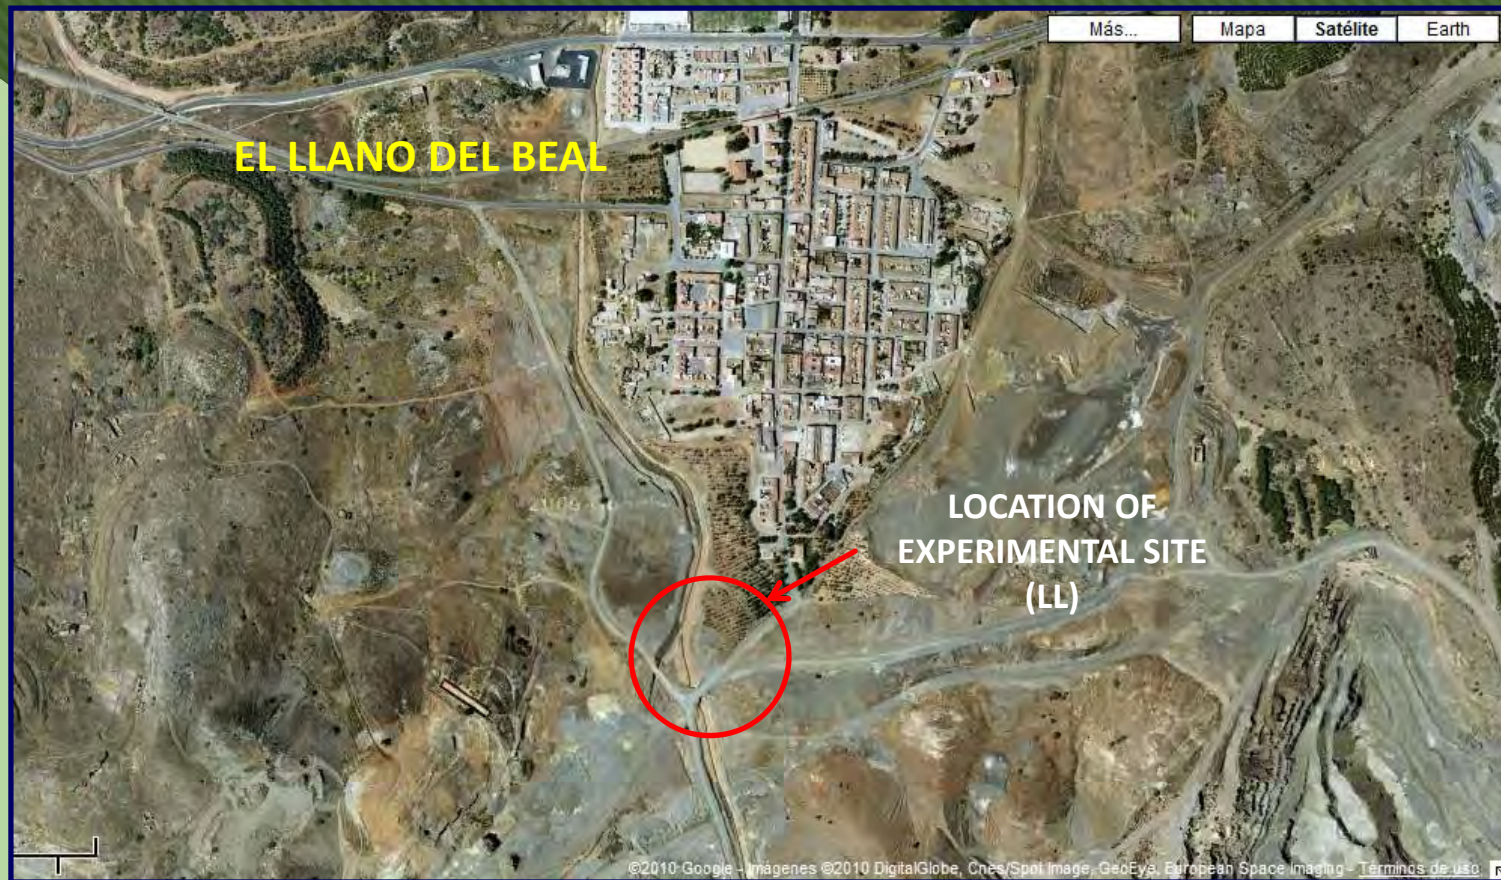 Más...
Mapa
Satélite
Earth
EL LLANO DEL BEAL
LOCATION OF
EXPERIMENTAL SITE
(LL)
©2010 Google - Imágenes ©2010 DigitalGlobe, Cnes/Spot Image, GeoEye, European Space Imaging - Términos de uso